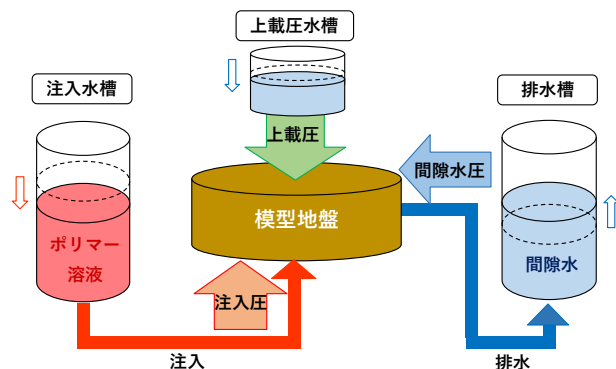 上載圧水槽
注入水槽
排水槽
上載圧
間隙水圧
模型地盤
ポリマー
溶液
間隙水
注入圧
注入
排水